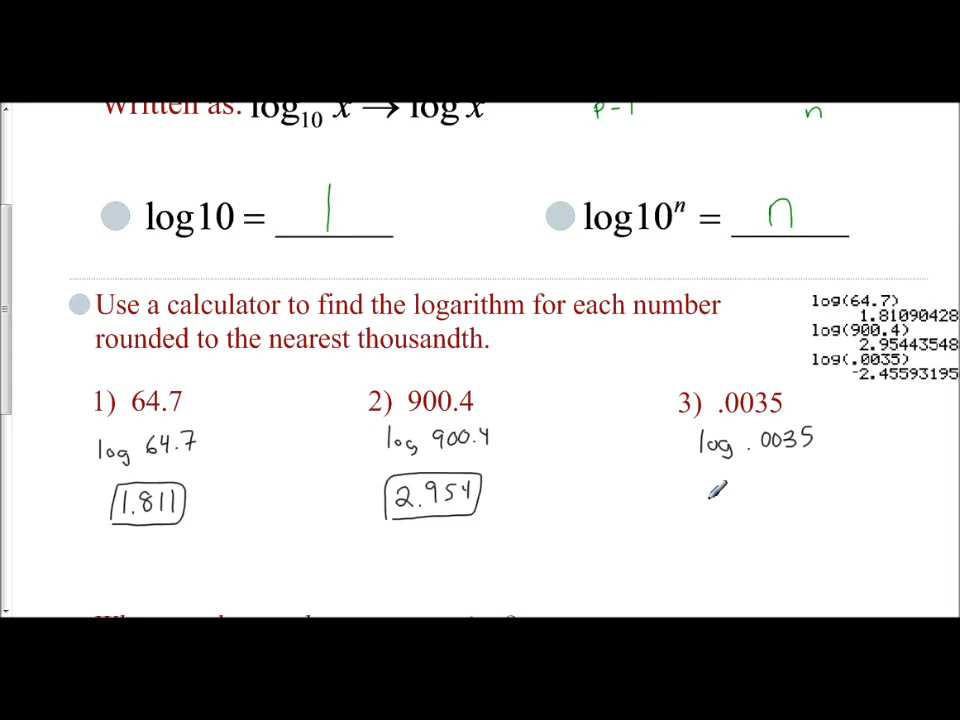 Written as: log₁₀ x → log x
p = 1
n
log10 = 1
log10ⁿ = n
Use a calculator to find the logarithm for each number
rounded to the nearest thousandth.
log(64.7)
1.81090428
log(900.4)
2.95443548
log(.0035)
-2.45593195
1) 64.7
2) 900.4
3) .0035
log 64.7
log 900.4
log .0035
1.811
2.954